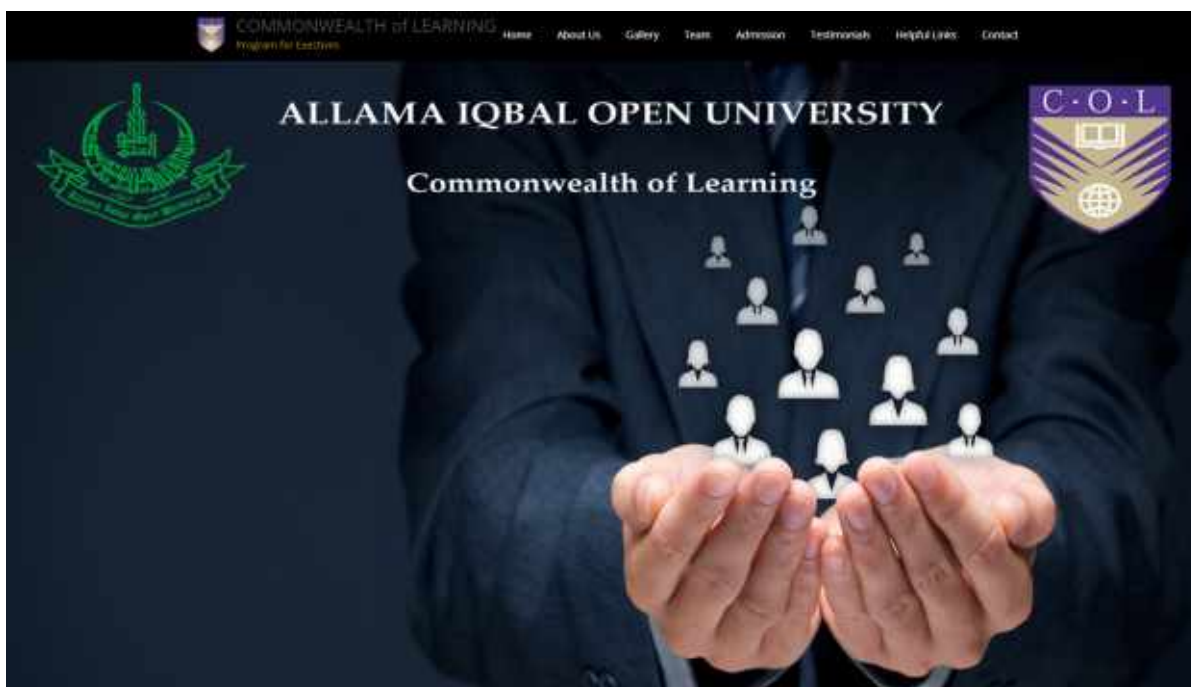 COMMONWEALTH of LEARNING
Program for
Home About Us Gallery Team Admission Testimonials Helpful Links Contact
ALLAMA IQBAL OPEN UNIVERSITY
C·O·L
Commonwealth of Learning